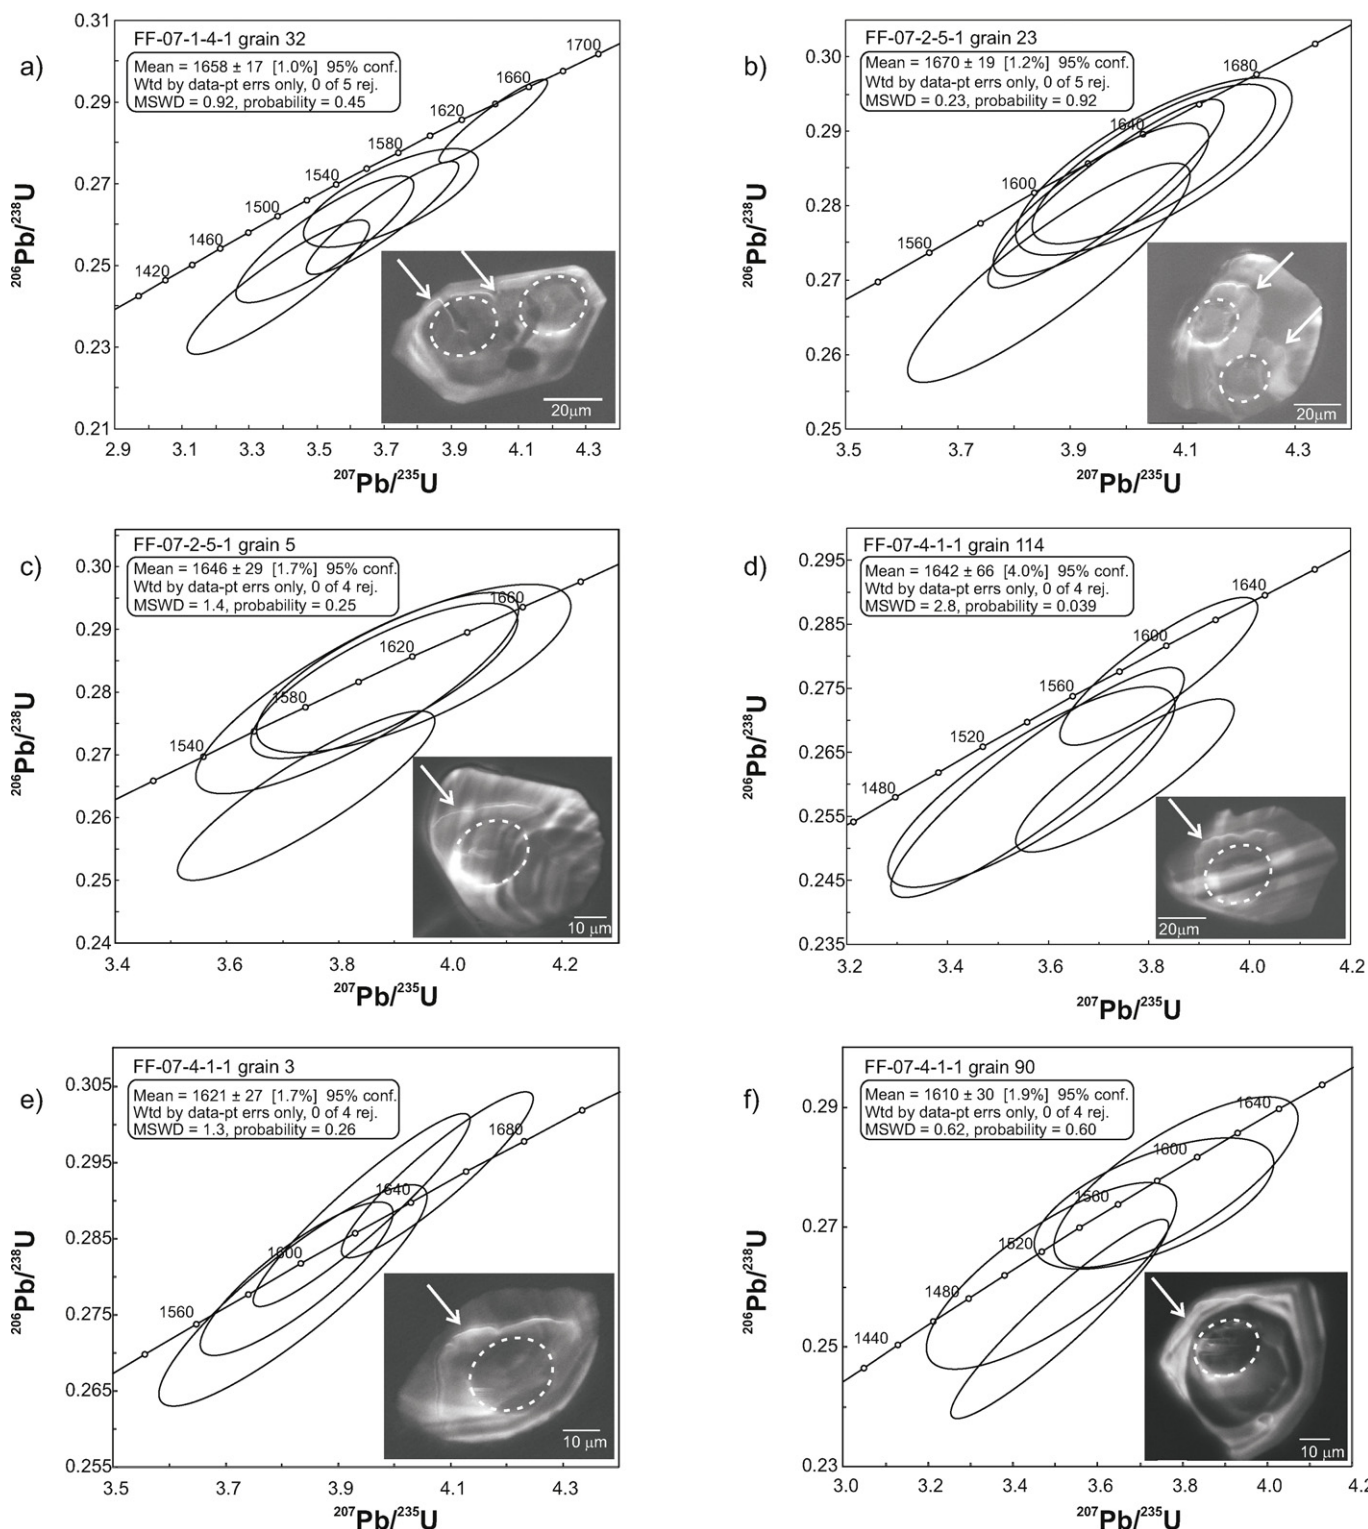 a)
FF-07-1-4-1 grain 32
Mean = 1658 ± 17 [1.0%] 95% conf.
Wtd by data-pt errs only, 0 of 5 rej.
MSWD = 0.92, probability = 0.45
0.31
0.29
0.27
0.25
0.23
0.21
1700
1660
1620
1580
1540
1500
1460
1420
20μm
2.9 3.1 3.3 3.5 3.7 3.9 4.1 4.3
²⁰⁶Pb/²³⁸U
²⁰⁷Pb/²³⁵U
b)
FF-07-2-5-1 grain 23
Mean = 1670 ± 19 [1.2%] 95% conf.
Wtd by data-pt errs only, 0 of 5 rej.
MSWD = 0.23, probability = 0.92
0.30
0.29
0.28
0.27
0.26
0.25
1680
1640
1600
1560
20μm
3.5 3.7 3.9 4.1 4.3
²⁰⁶Pb/²³⁸U
²⁰⁷Pb/²³⁵U
c)
FF-07-2-5-1 grain 5
Mean = 1646 ± 29 [1.7%] 95% conf.
Wtd by data-pt errs only, 0 of 4 rej.
MSWD = 1.4, probability = 0.25
0.30
0.29
0.28
0.27
0.26
0.25
0.24
1660
1620
1580
1540
10 μm
3.4 3.6 3.8 4.0 4.2
²⁰⁶Pb/²³⁸U
²⁰⁷Pb/²³⁵U
d)
FF-07-4-1-1 grain 114
Mean = 1642 ± 66 [4.0%] 95% conf.
Wtd by data-pt errs only, 0 of 4 rej.
MSWD = 2.8, probability = 0.039
0.295
0.285
0.275
0.265
0.255
0.245
0.235
1640
1600
1560
1520
1480
20μm
3.2 3.4 3.6 3.8 4.0 4.2
²⁰⁶Pb/²³⁸U
²⁰⁷Pb/²³⁵U
e)
FF-07-4-1-1 grain 3
Mean = 1621 ± 27 [1.7%] 95% conf.
Wtd by data-pt errs only, 0 of 4 rej.
MSWD = 1.3, probability = 0.26
0.305
0.295
0.285
0.275
0.265
0.255
1680
1640
1600
1560
10 μm
3.5 3.7 3.9 4.1 4.3
²⁰⁶Pb/²³⁸U
²⁰⁷Pb/²³⁵U
f)
FF-07-4-1-1 grain 90
Mean = 1610 ± 30 [1.9%] 95% conf.
Wtd by data-pt errs only, 0 of 4 rej.
MSWD = 0.62, probability = 0.60
0.29
0.27
0.25
0.23
1640
1600
1560
1520
1480
1440
10 μm
3.0 3.2 3.4 3.6 3.8 4.0 4.2
²⁰⁶Pb/²³⁸U
²⁰⁷Pb/²³⁵U